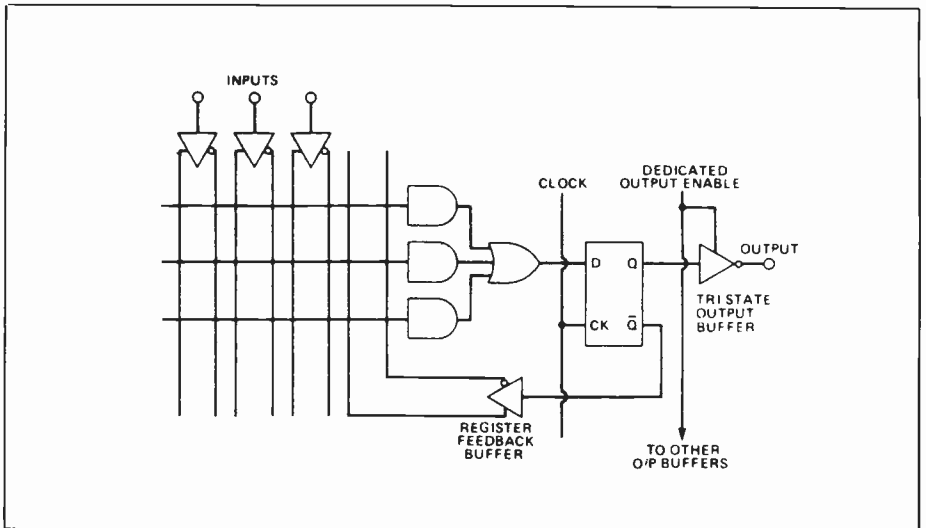 INPUTS
CLOCK
DEDICATED
OUTPUT ENABLE
D
Q
OUTPUT
TRI STATE
OUTPUT
BUFFER
CK
Q̅
REGISTER
FEEDBACK
BUFFER
TO OTHER
O/P BUFFERS